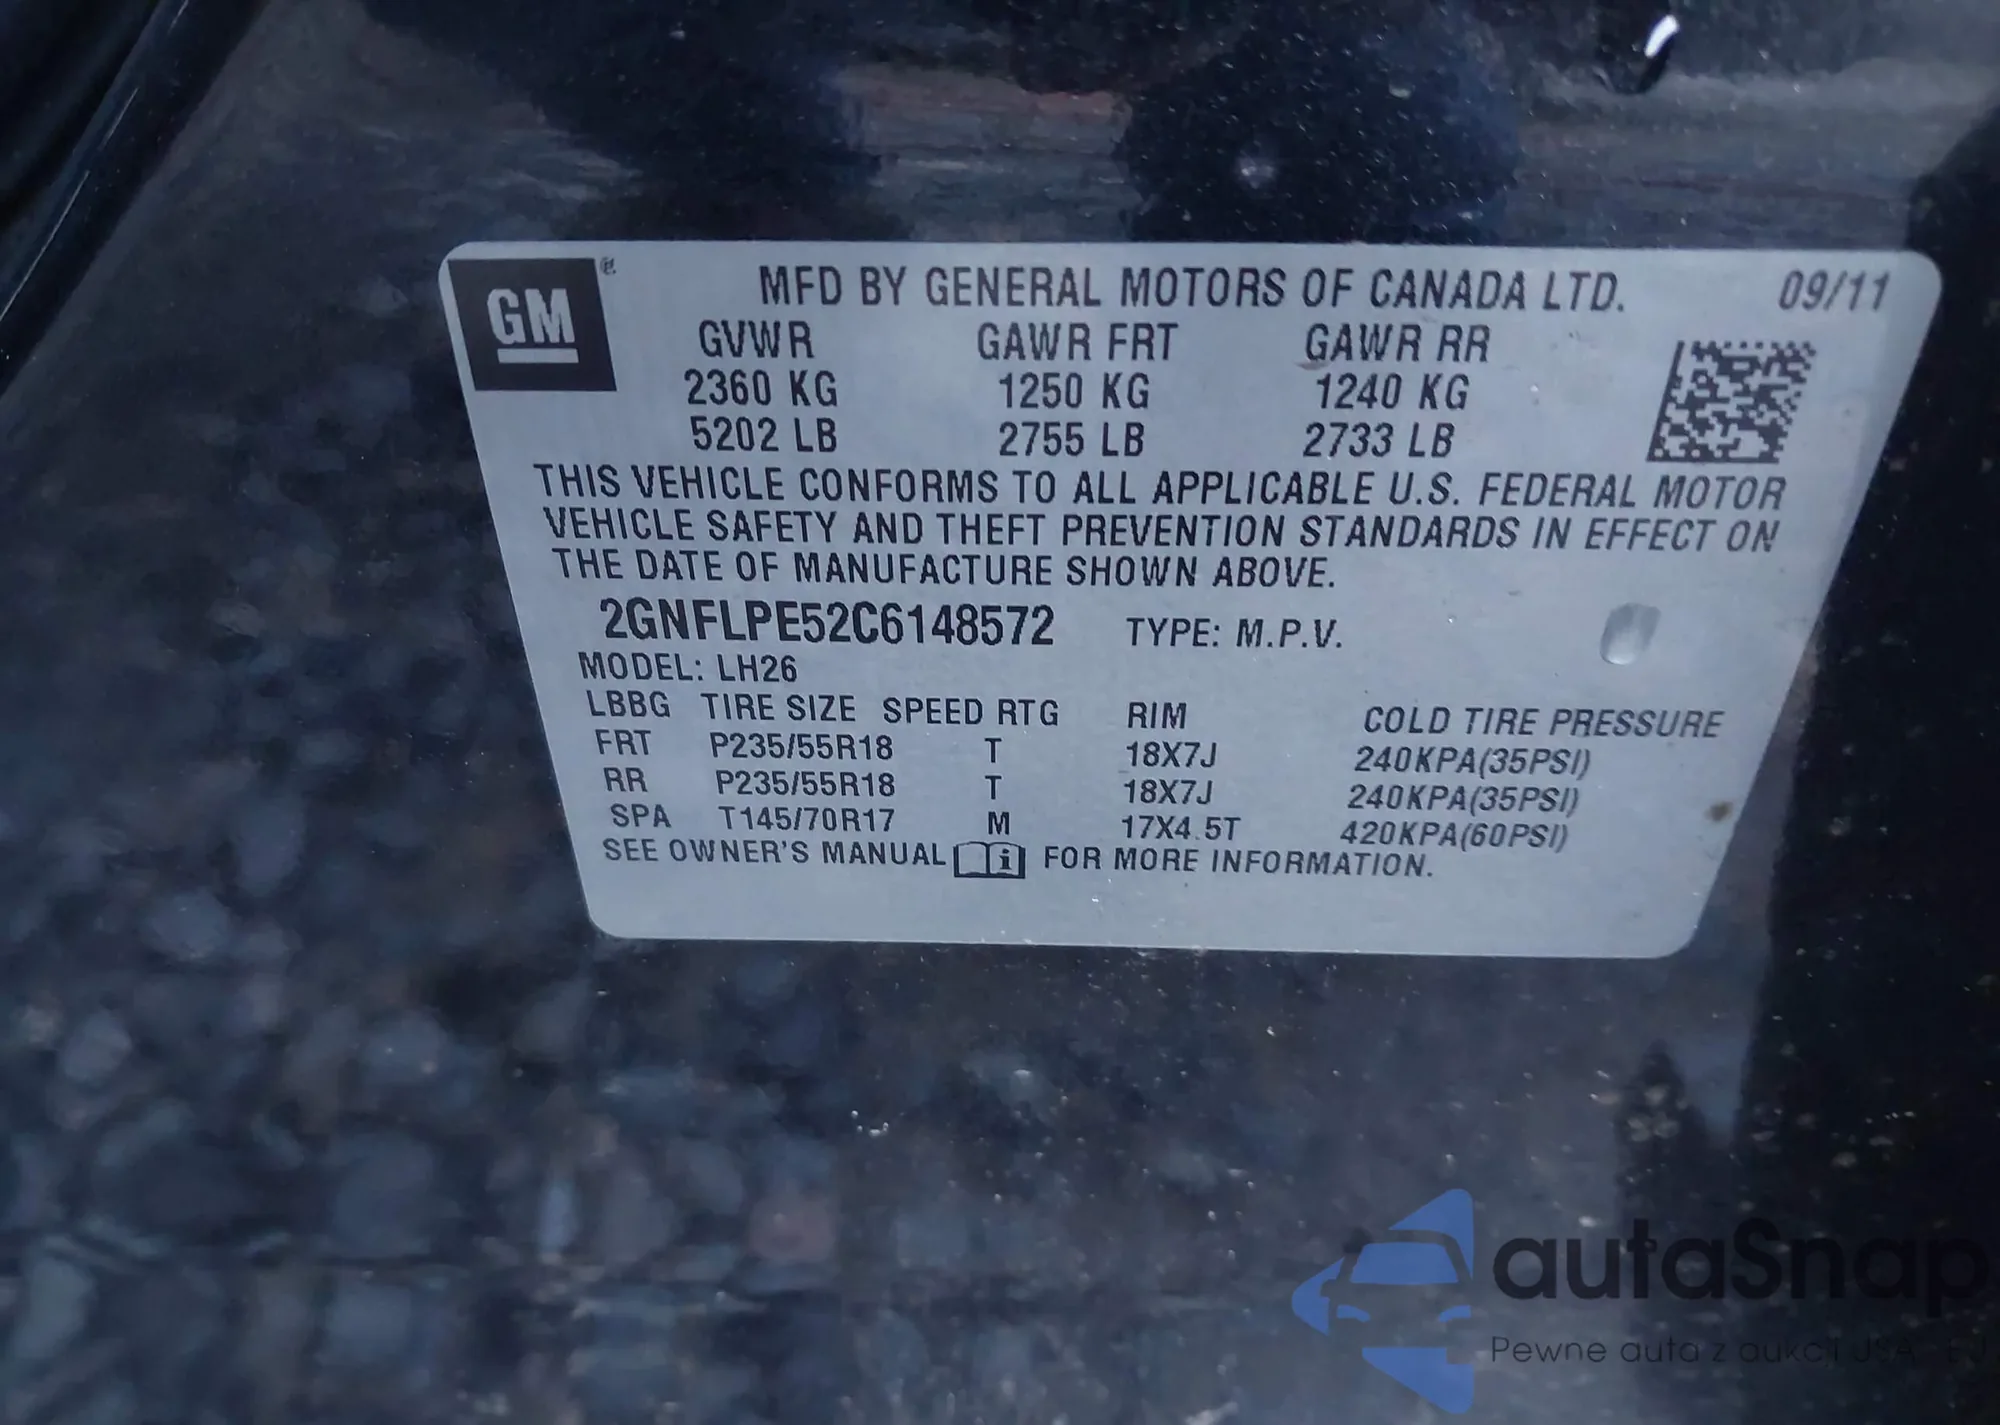 GM
MFD BY GENERAL MOTORS OF CANADA LTD. 09/11
GVWR GAWR FRT GAWR RR
2360 KG 1250 KG 1240 KG
5202 LB 2755 LB 2733 LB
THIS VEHICLE CONFORMS TO ALL APPLICABLE U.S. FEDERAL MOTOR
VEHICLE SAFETY AND THEFT PREVENTION STANDARDS IN EFFECT ON
THE DATE OF MANUFACTURE SHOWN ABOVE.
2GNFLPE52C6148572 TYPE: M.P.V.
MODEL: LH26
LBBG TIRE SIZE SPEED RTG RIM COLD TIRE PRESSURE
FRT P235/55R18 T 18X7J 240KPA(35PSI)
RR P235/55R18 T 18X7J 240KPA(35PSI)
SPA T145/70R17 M 17X4.5T 420KPA(60PSI)
SEE OWNER'S MANUAL i FOR MORE INFORMATION.
autaSnap
Pewne auta z aukcji USA